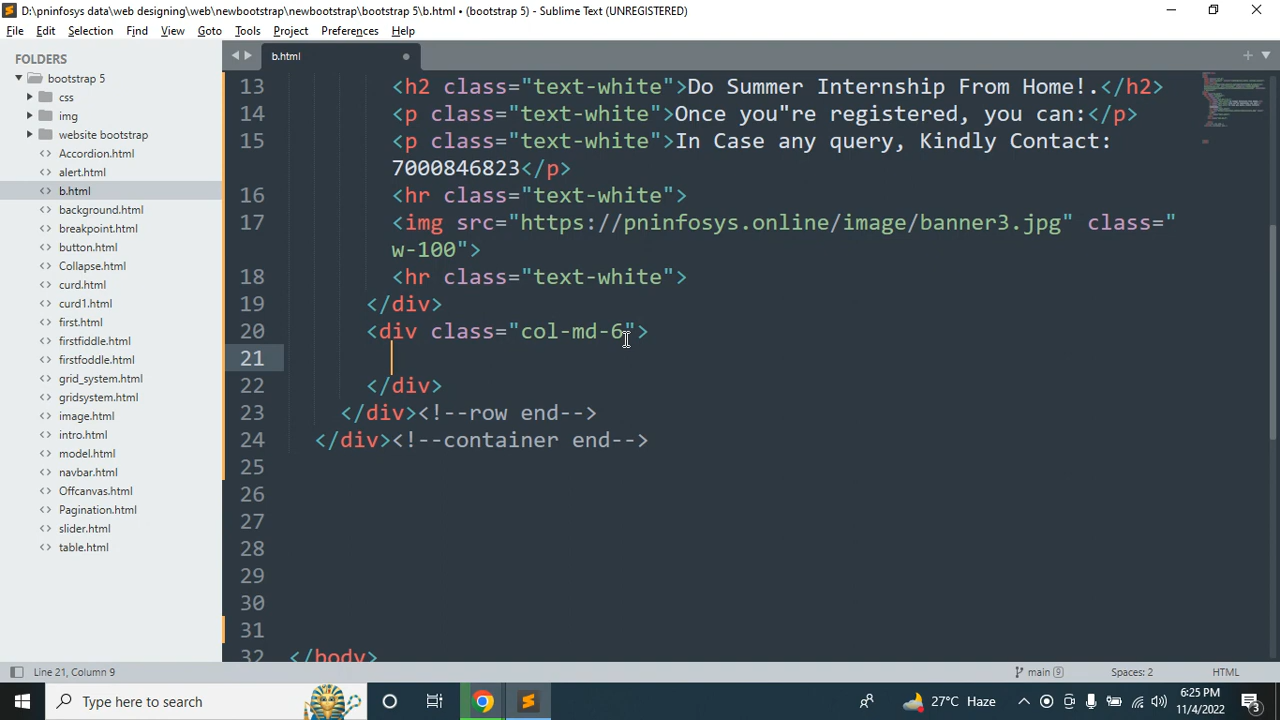 D:\pninfosys data\web designing\web\newbootstrap\newbootstrap\bootstrap 5\b.html • (bootstrap 5) - Sublime Text (UNREGISTERED)
File Edit Selection Find View Goto Tools Project Preferences Help
FOLDERS
bootstrap 5
css
img
website bootstrap
Accordion.html
alert.html
b.html
background.html
breakpoint.html
button.html
Collapse.html
curd.html
curd1.html
first.html
firstfiddle.html
firstfoddle.html
grid_system.html
gridsystem.html
image.html
intro.html
model.html
navbar.html
Offcanvas.html
Pagination.html
slider.html
table.html
b.html
13 <h2 class="text-white">Do Summer Internship From Home!.</h2>
14 <p class="text-white">Once you"re registered, you can:</p>
15 <p class="text-white">In Case any query, Kindly Contact:
7000846823</p>
16 <hr class="text-white">
17 <img src="https://pninfosys.online/image/banner3.jpg" class="
w-100">
18 <hr class="text-white">
19 </div>
20 <div class="col-md-6">
21
22 </div>
23 </div><!--row end-->
24 </div><!--container end-->
25
26
27
28
29
30
31
32 </body>
Line 21, Column 9 main 9 Spaces: 2 HTML
Type here to search 27°C Haze 6:25 PM
11/4/2022 3